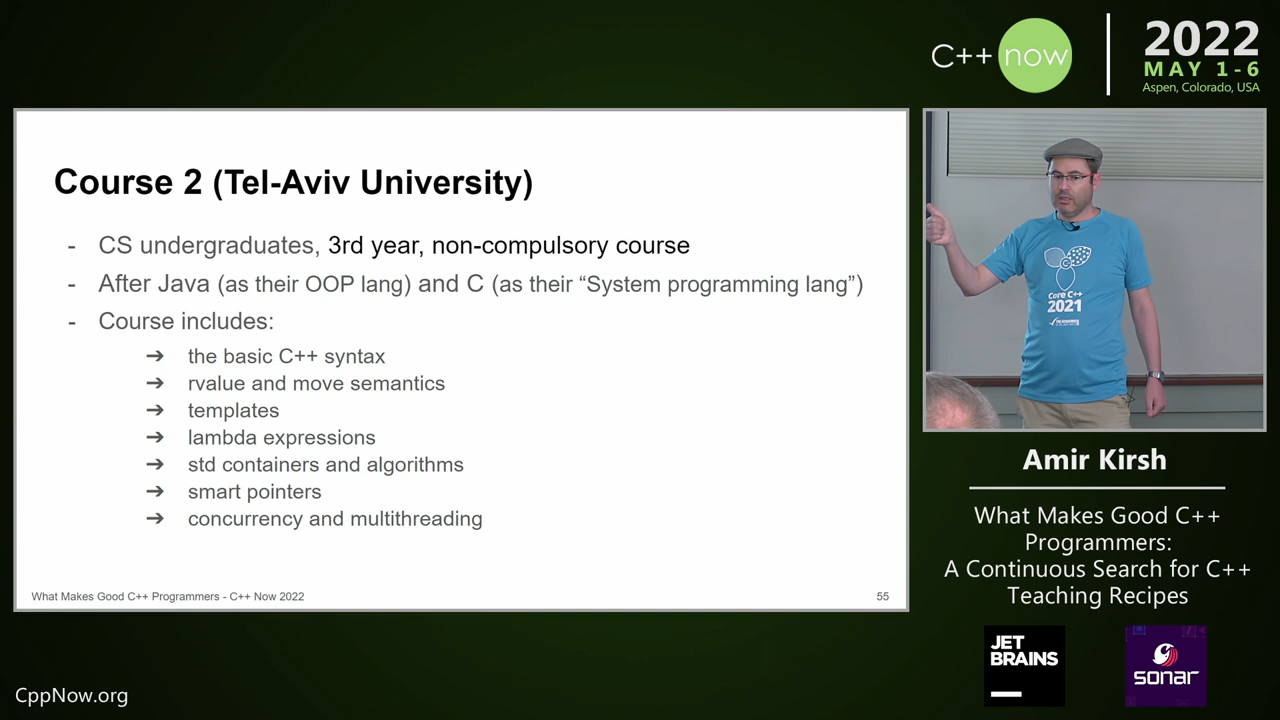 C++ now
2022
MAY 1-6
Aspen, Colorado, USA
Course 2 (Tel-Aviv University)
- CS undergraduates, 3rd year, non-compulsory course
- After Java (as their OOP lang) and C (as their “System programming lang”)
- Course includes:
➔ the basic C++ syntax
➔ rvalue and move semantics
➔ templates
➔ lambda expressions
➔ std containers and algorithms
➔ smart pointers
➔ concurrency and multithreading
What Makes Good C++ Programmers - C++ Now 2022
55
Core C++
2021
Amir Kirsh
What Makes Good C++
Programmers:
A Continuous Search for C++
Teaching Recipes
JET
BRAINS
sonar
CppNow.org